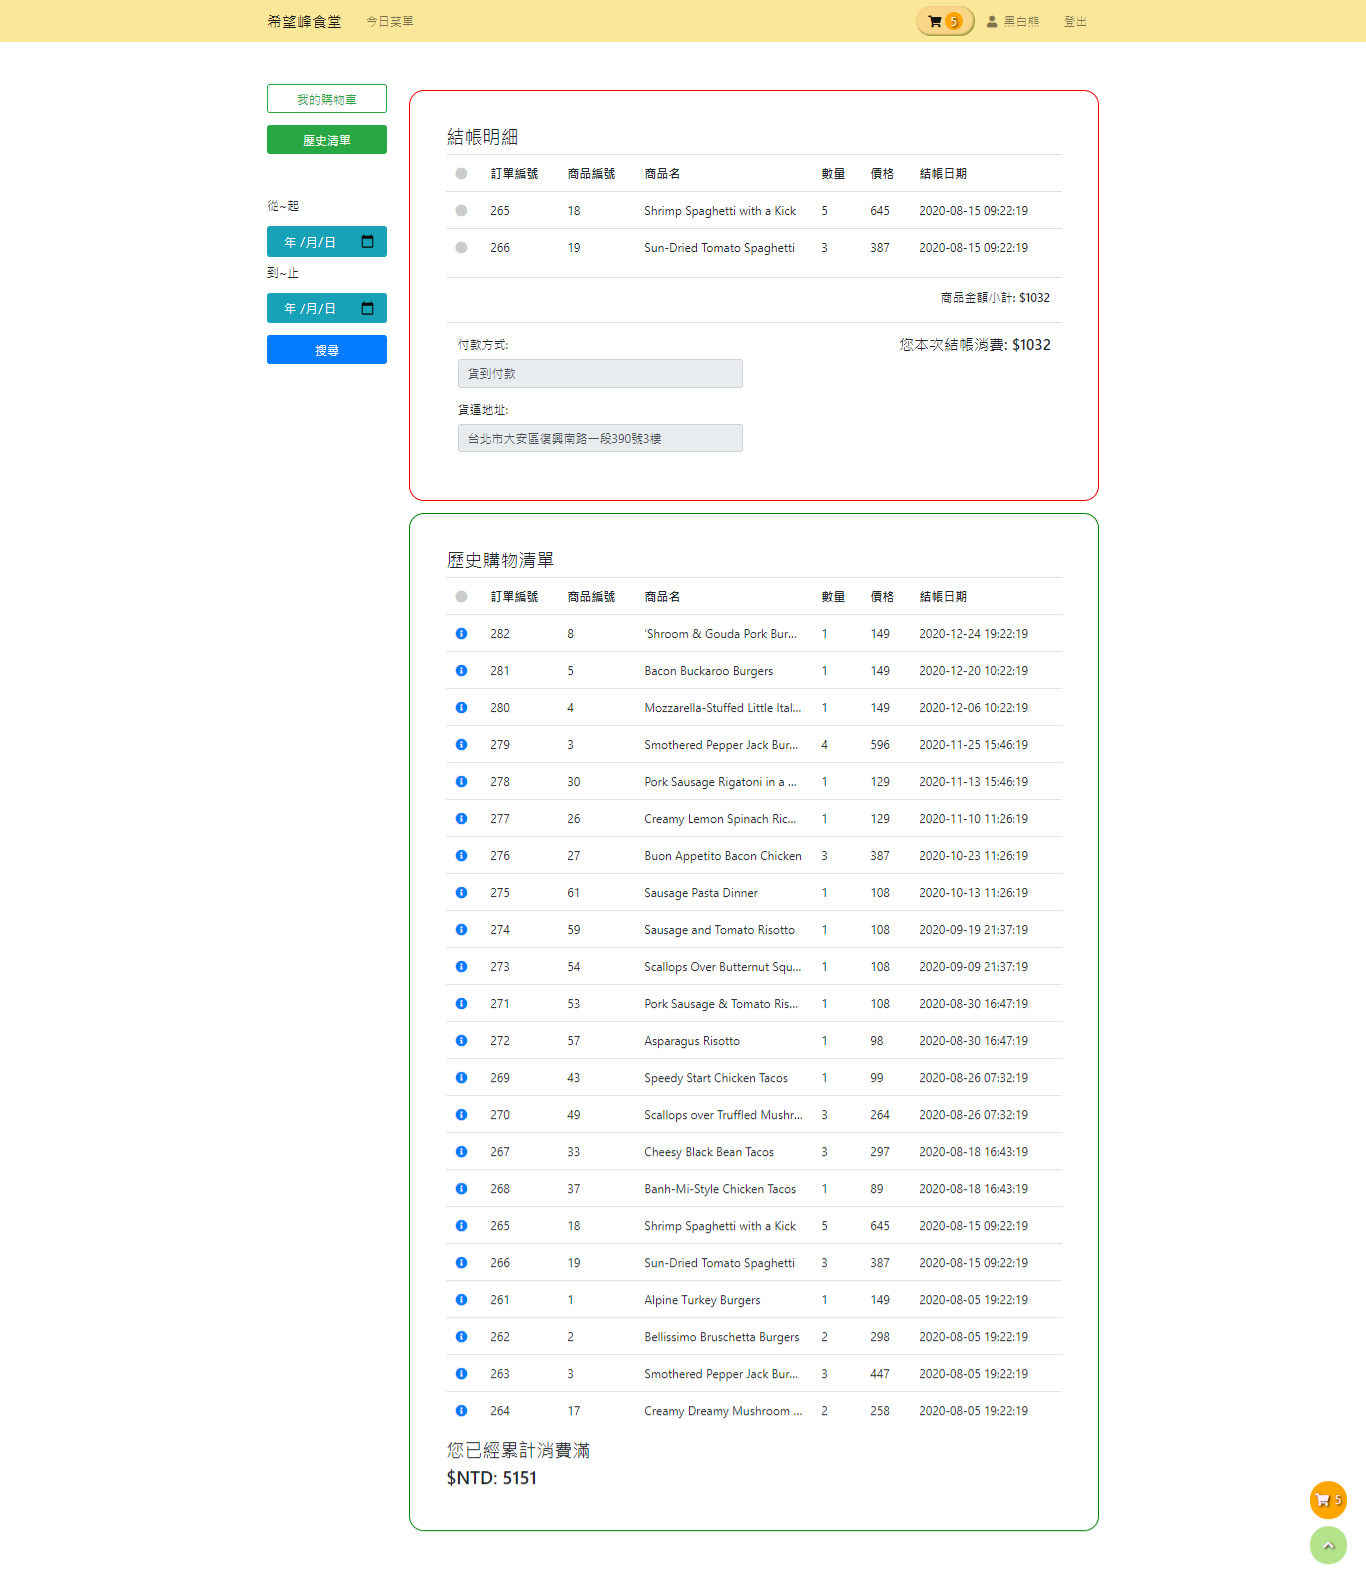 希望峰食堂 今日菜單 5 黑白熊 登出
我的購物車
歷史清單
從~起
年 /月/日
到~止
年 /月/日
搜尋
結帳明細
訂單編號 商品編號 商品名 數量 價格 結帳日期
265 18 Shrimp Spaghetti with a Kick 5 645 2020-08-15 09:22:19
266 19 Sun-Dried Tomato Spaghetti 3 387 2020-08-15 09:22:19
商品金額小計: $1032
付款方式: 您本次結帳消費: $1032
貨到付款
貨運地址:
台北市大安區復興南路一段390號3樓
歷史購物清單
訂單編號 商品編號 商品名 數量 價格 結帳日期
282 8 'Shroom & Gouda Pork Bur... 1 149 2020-12-24 19:22:19
281 5 Bacon Buckaroo Burgers 1 149 2020-12-20 10:22:19
280 4 Mozzarella-Stuffed Little Ital... 1 149 2020-12-06 10:22:19
279 3 Smothered Pepper Jack Bur... 4 596 2020-11-25 15:46:19
278 30 Pork Sausage Rigatoni in a ... 1 129 2020-11-13 15:46:19
277 26 Creamy Lemon Spinach Ric... 1 129 2020-11-10 11:26:19
276 27 Buon Appetito Bacon Chicken 3 387 2020-10-23 11:26:19
275 61 Sausage Pasta Dinner 1 108 2020-10-13 11:26:19
274 59 Sausage and Tomato Risotto 1 108 2020-09-19 21:37:19
273 54 Scallops Over Butternut Squ... 1 108 2020-09-09 21:37:19
271 53 Pork Sausage & Tomato Ris... 1 108 2020-08-30 16:47:19
272 57 Asparagus Risotto 1 98 2020-08-30 16:47:19
269 43 Speedy Start Chicken Tacos 1 99 2020-08-26 07:32:19
270 49 Scallops over Truffled Mushr... 3 264 2020-08-26 07:32:19
267 33 Cheesy Black Bean Tacos 3 297 2020-08-18 16:43:19
268 37 Banh-Mi-Style Chicken Tacos 1 89 2020-08-18 16:43:19
265 18 Shrimp Spaghetti with a Kick 5 645 2020-08-15 09:22:19
266 19 Sun-Dried Tomato Spaghetti 3 387 2020-08-15 09:22:19
261 1 Alpine Turkey Burgers 1 149 2020-08-05 19:22:19
262 2 Bellissimo Bruschetta Burgers 2 298 2020-08-05 19:22:19
263 3 Smothered Pepper Jack Bur... 3 447 2020-08-05 19:22:19
264 17 Creamy Dreamy Mushroom ... 2 258 2020-08-05 19:22:19
您已經累計消費滿
$NTD: 5151
5